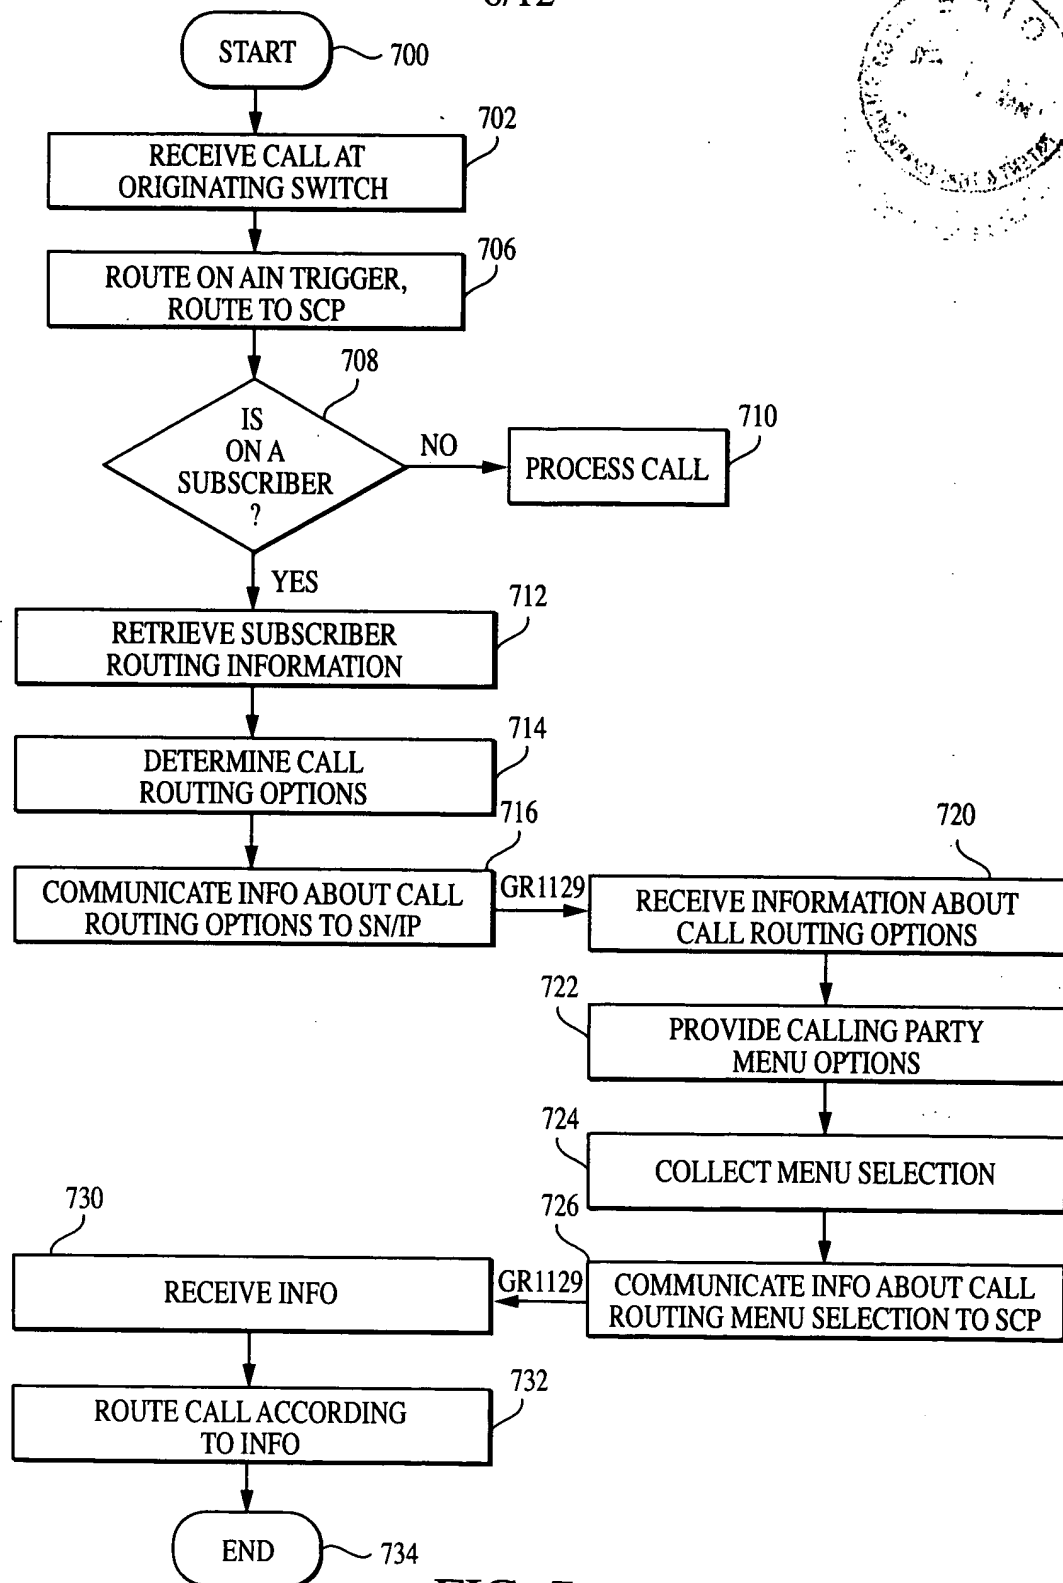 START
700
702
RECEIVE CALL AT
ORIGINATING SWITCH
706
ROUTE ON AIN TRIGGER,
ROUTE TO SCP
708
IS
ON A
SUBSCRIBER
?
NO
710
PROCESS CALL
YES
712
RETRIEVE SUBSCRIBER
ROUTING INFORMATION
714
DETERMINE CALL
ROUTING OPTIONS
716
COMMUNICATE INFO ABOUT CALL
ROUTING OPTIONS TO SN/IP
GR1129
720
RECEIVE INFORMATION ABOUT
CALL ROUTING OPTIONS
722
PROVIDE CALLING PARTY
MENU OPTIONS
724
COLLECT MENU SELECTION
726
COMMUNICATE INFO ABOUT CALL
ROUTING MENU SELECTION TO SCP
GR1129
730
RECEIVE INFO
732
ROUTE CALL ACCORDING
TO INFO
END
734